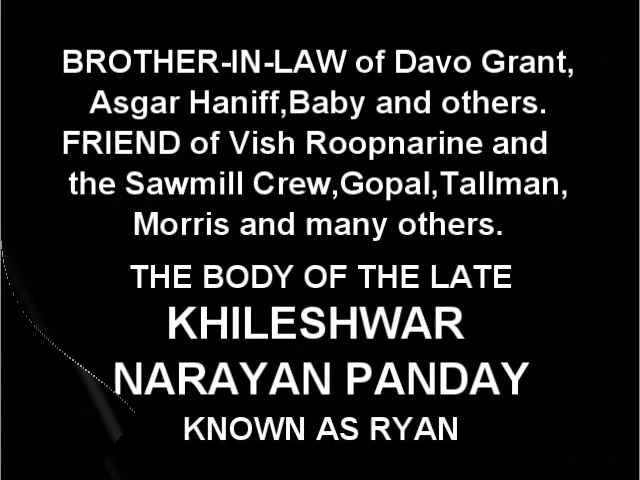 BROTHER-IN-LAW of Davo Grant,
Asgar Haniff,Baby and others.
FRIEND of Vish Roopnarine and
the Sawmill Crew,Gopal,Tallman,
Morris and many others.
THE BODY OF THE LATE
KHILESHWAR
NARAYAN PANDAY
KNOWN AS RYAN